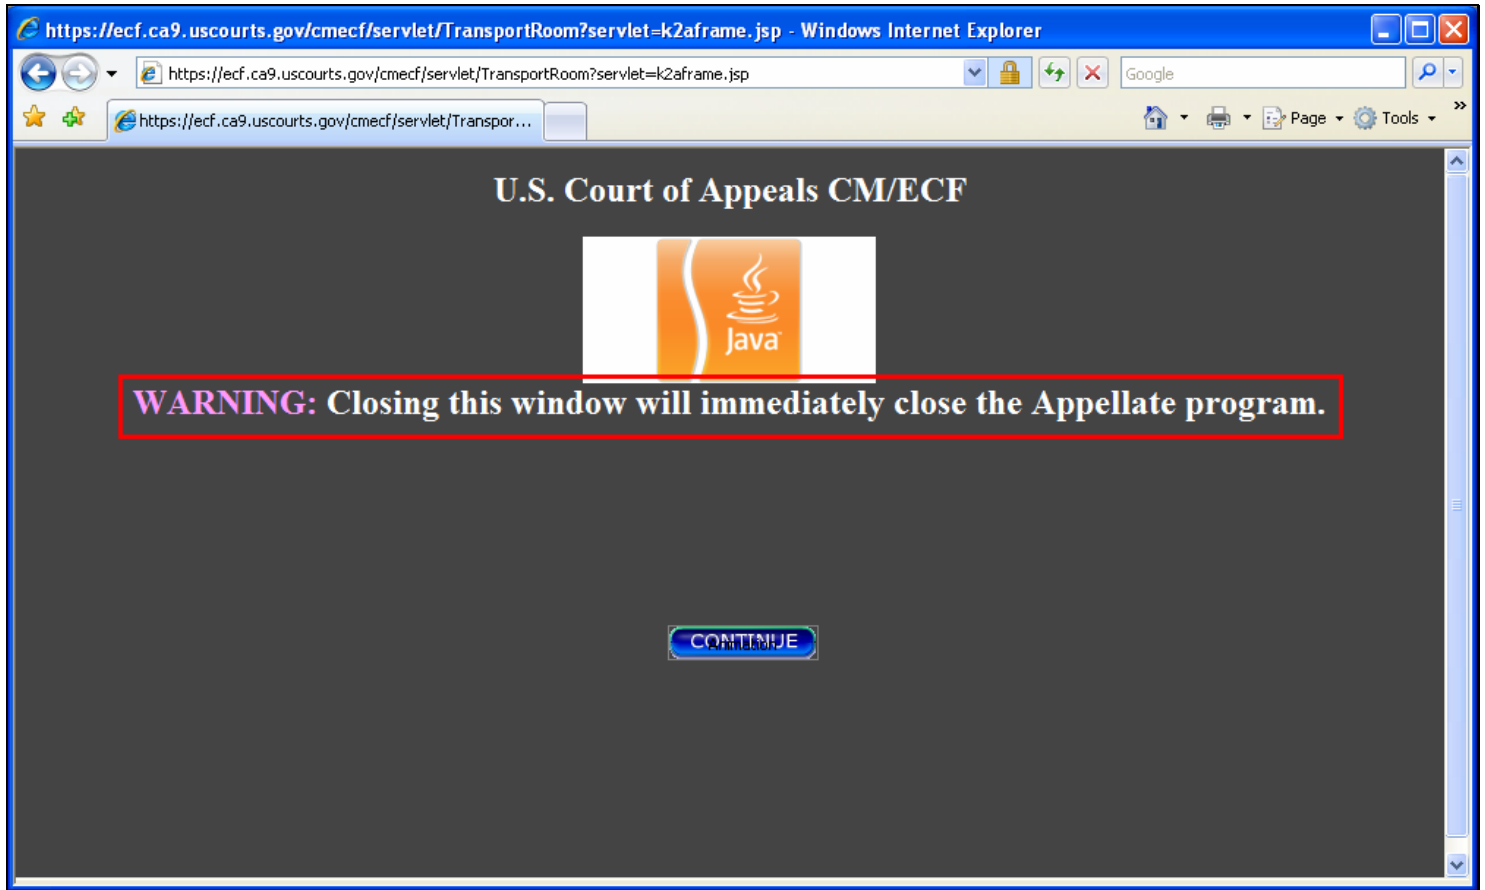 https://ecf.ca9.uscourts.gov/cmecf/servlet/TransportRoom?servlet=k2aframe.jsp - Windows Internet Explorer
https://ecf.ca9.uscourts.gov/cmecf/servlet/TransportRoom?servlet=k2aframe.jsp
Google
https://ecf.ca9.uscourts.gov/cmecf/servlet/Transpor...
Page
Tools
U.S. Court of Appeals CM/ECF
Java
WARNING: Closing this window will immediately close the Appellate program.
CONTINUE
Animation